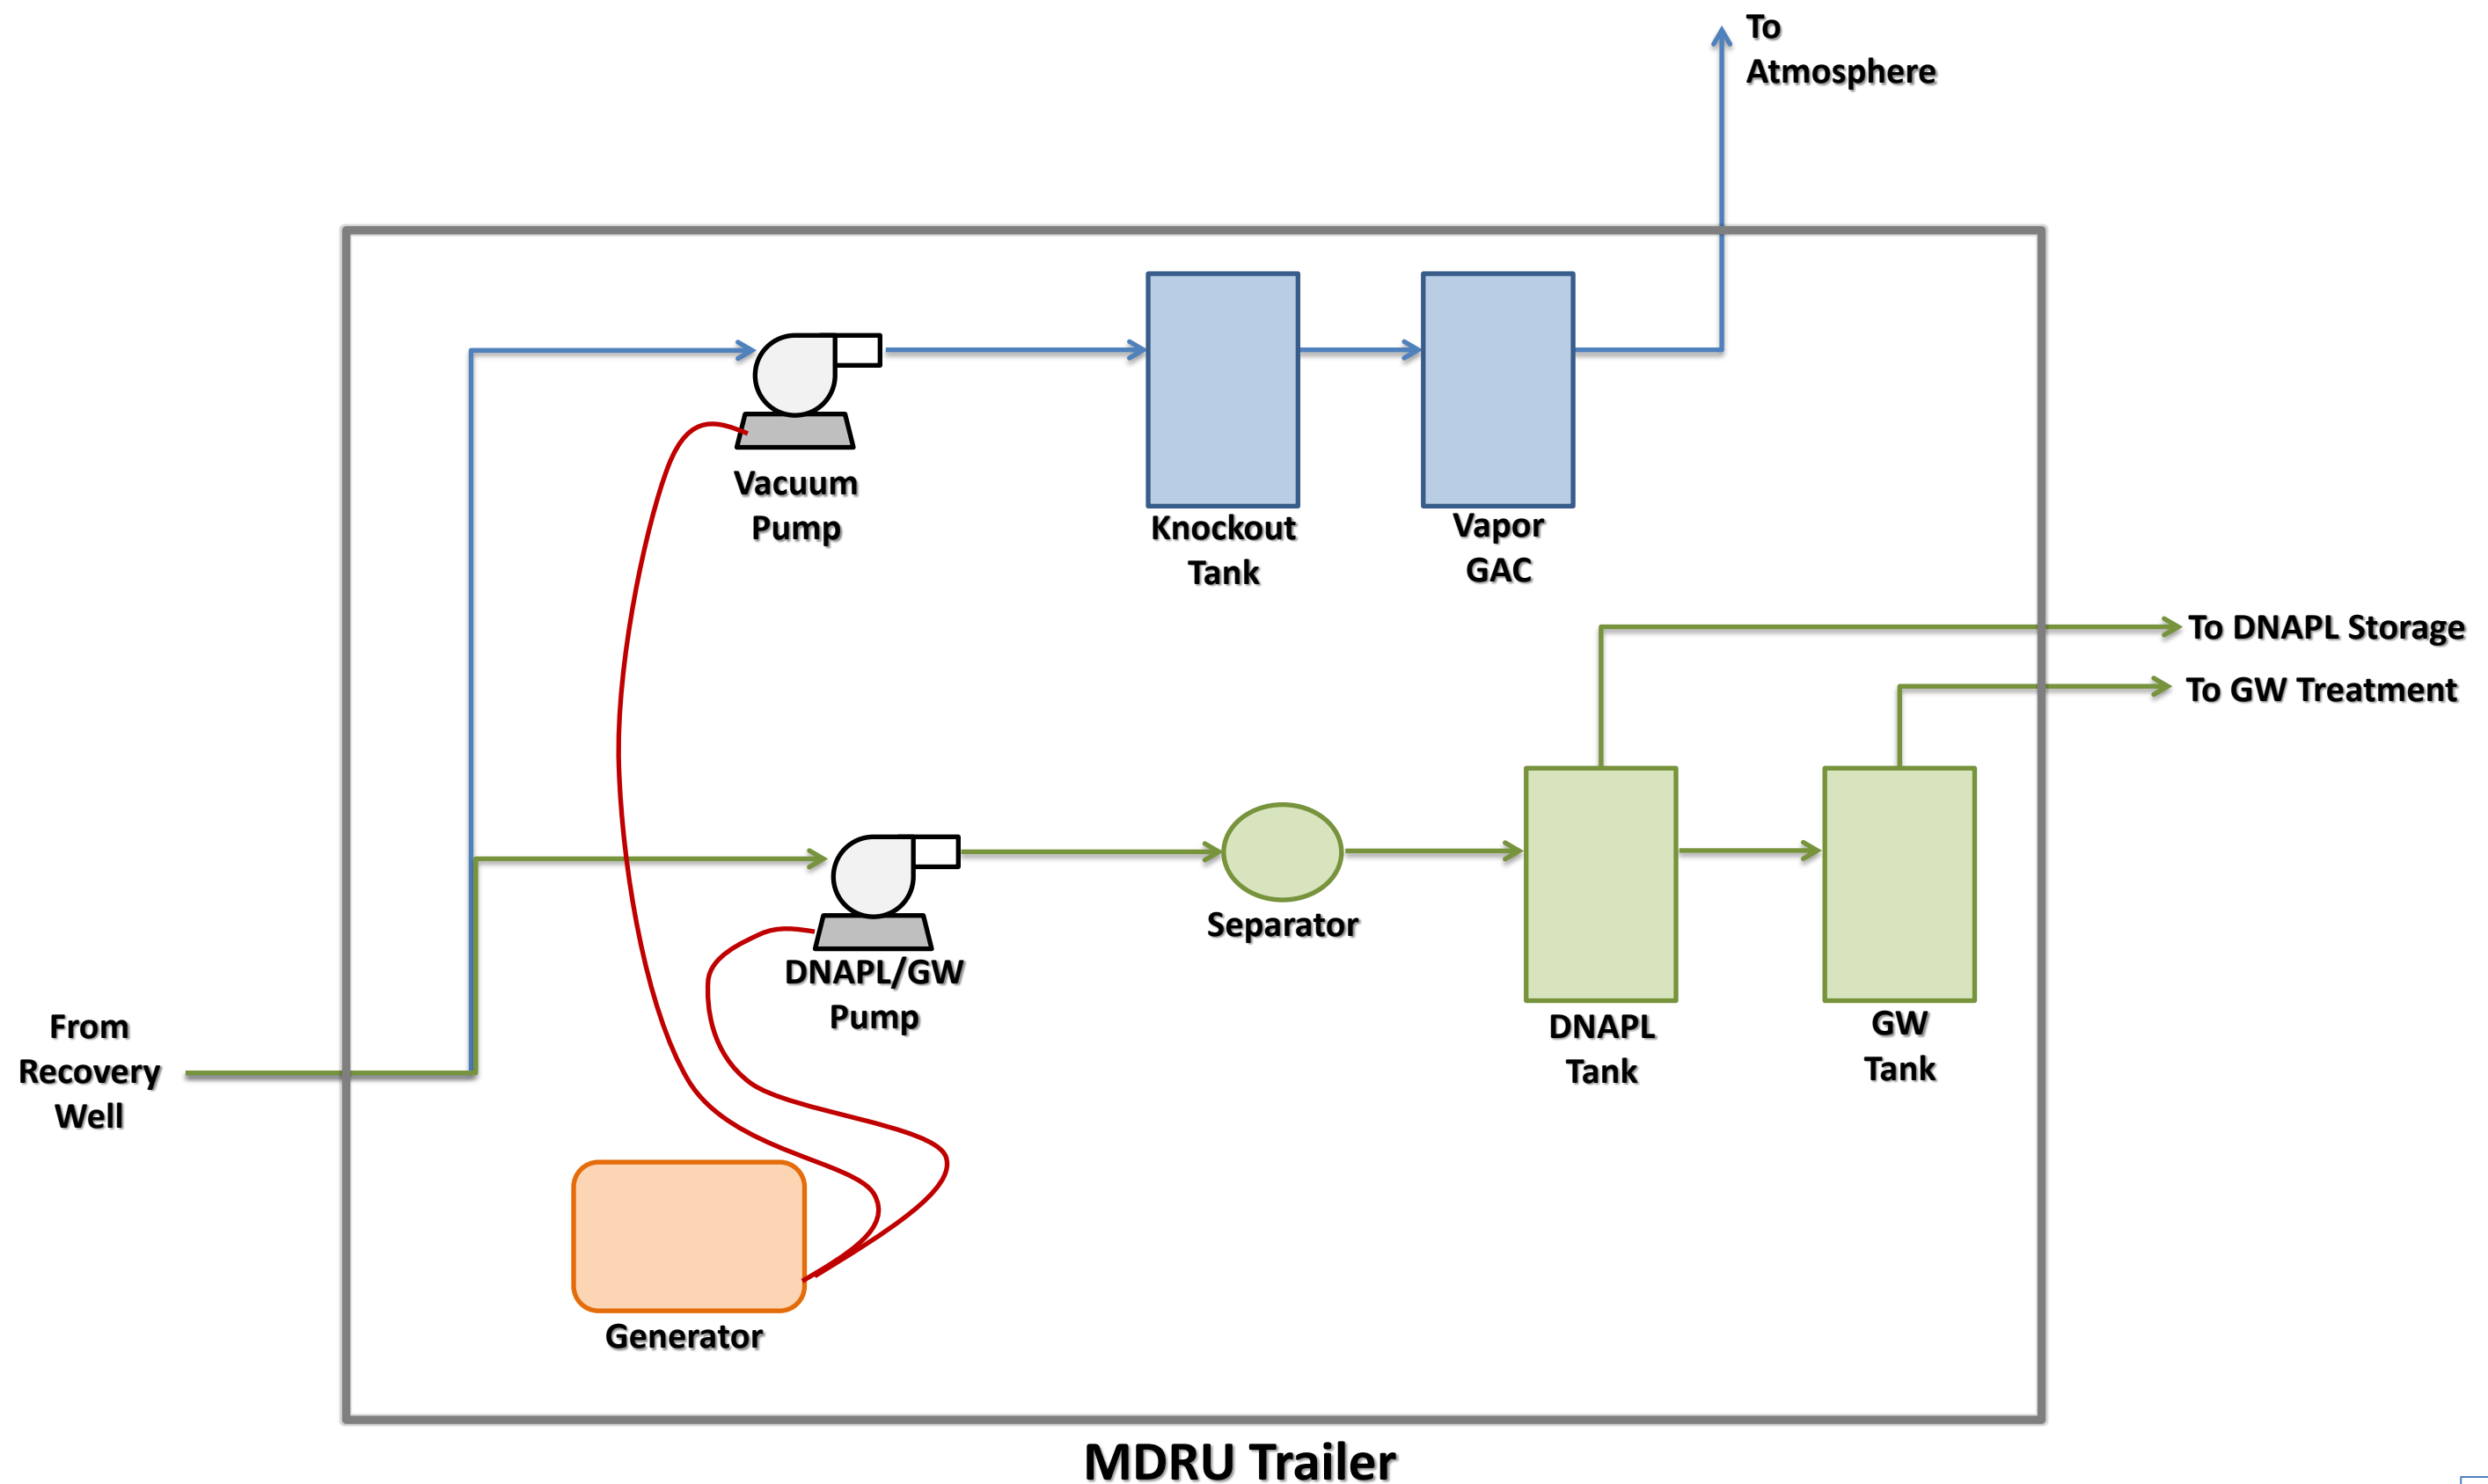 To
Atmosphere
Vacuum
Pump
Knockout
Tank
Vapor
GAC
To DNAPL Storage
To GW Treatment
Separator
DNAPL/GW
Pump
DNAPL
Tank
GW
Tank
From
Recovery
Well
Generator
MDRU Trailer